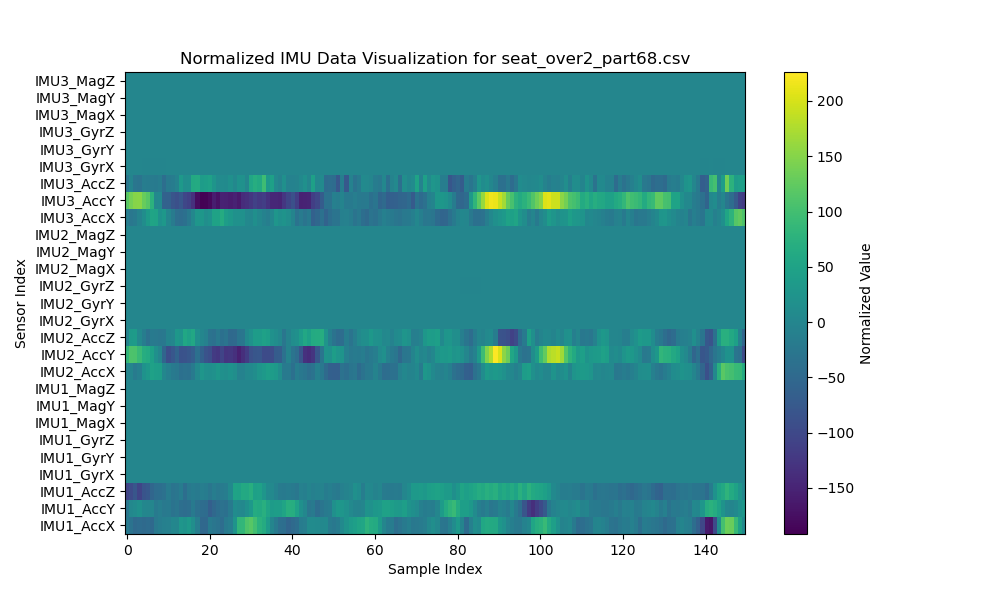 Normalized IMU Data Visualization for seat_over2_part68.csv
IMU3_MagZ
IMU3_MagY
IMU3_MagX
IMU3_GyrZ
IMU3_GyrY
IMU3_GyrX
IMU3_AccZ
IMU3_AccY
IMU3_AccX
IMU2_MagZ
IMU2_MagY
IMU2_MagX
IMU2_GyrZ
IMU2_GyrY
IMU2_GyrX
IMU2_AccZ
IMU2_AccY
IMU2_AccX
IMU1_MagZ
IMU1_MagY
IMU1_MagX
IMU1_GyrZ
IMU1_GyrY
IMU1_GyrX
IMU1_AccZ
IMU1_AccY
IMU1_AccX
Sensor Index
0 20 40 60 80 100 120 140
Sample Index
200
150
100
50
0
−50
−100
−150
Normalized Value